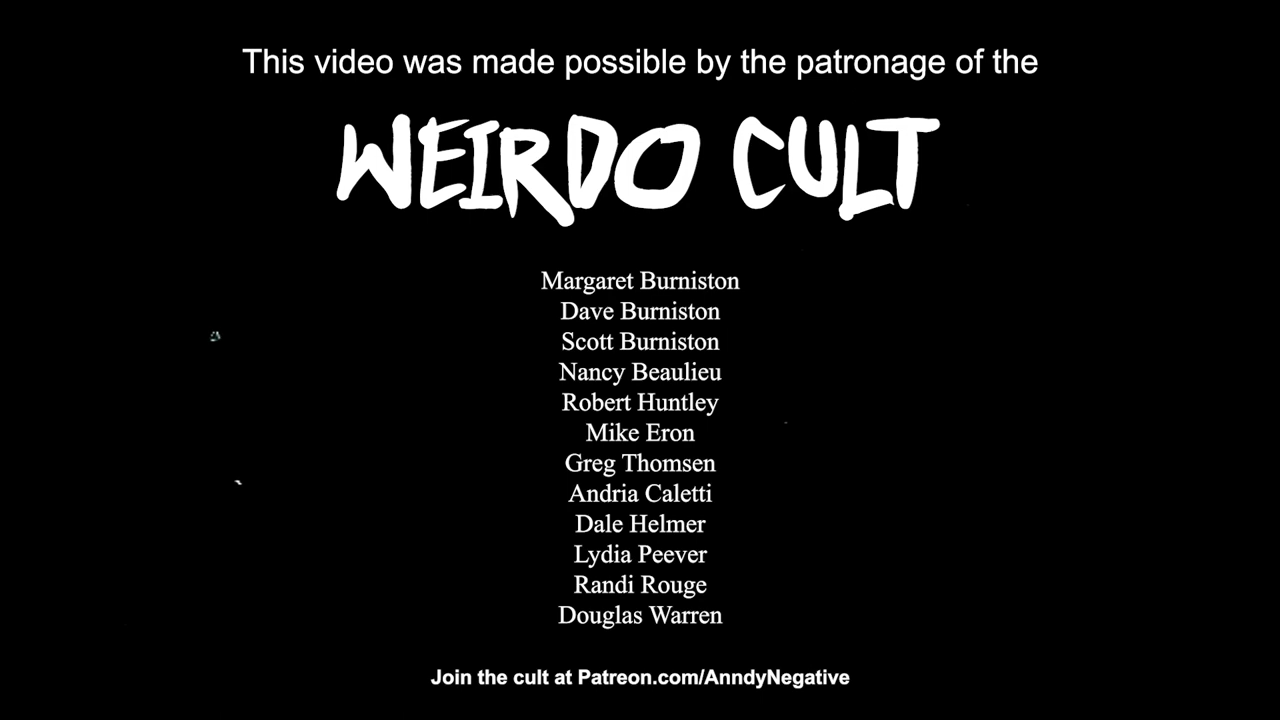 This video was made possible by the patronage of the
WEIRDO CULT
Margaret Burniston
Dave Burniston
Scott Burniston
Nancy Beaulieu
Robert Huntley
Mike Eron
Greg Thomsen
Andria Caletti
Dale Helmer
Lydia Peever
Randi Rouge
Douglas Warren
Join the cult at Patreon.com/AnndyNegative